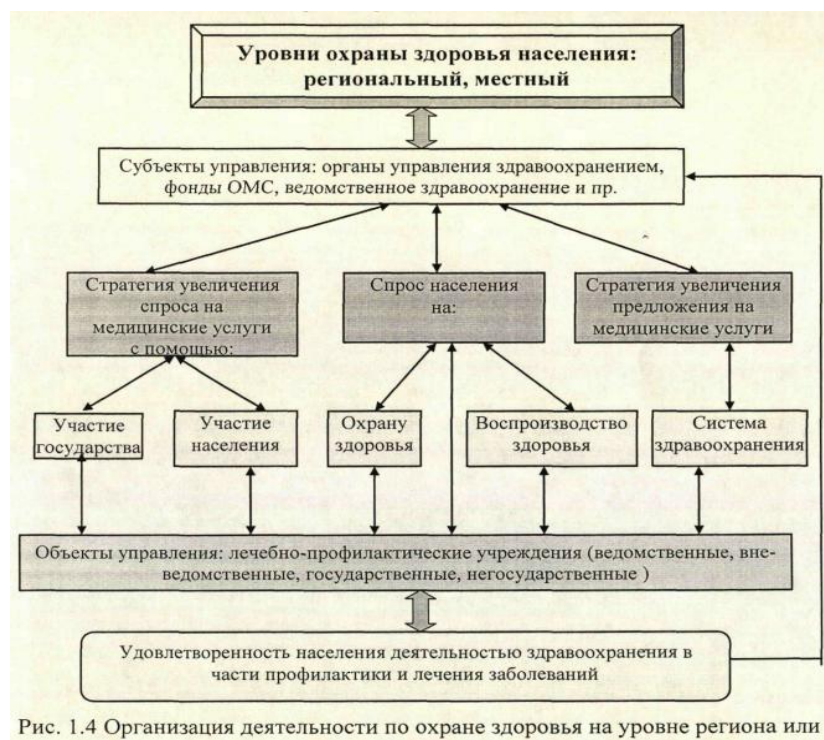 Уровни охраны здоровья населения:
региональный, местный
Субъекты управления: органы управления здравоохранением,
фонды ОМС, ведомственное здравоохранение и пр.
Стратегия увеличения
спроса на
медицинские услуги
с помощью:
Спрос населения
на:
Стратегия увеличения
предложения на
медицинские услуги
Участие
государства
Участие
населения
Охрану
здоровья
Воспроизводство
здоровья
Система
здравоохранения
Объекты управления: лечебно-профилактические учреждения (ведомственные, вне-
ведомственные, государственные, негосударственные )
Удовлетворенность населения деятельностью здравоохранения в
части профилактики и лечения заболеваний
Рис. 1.4 Организация деятельности по охране здоровья на уровне региона или